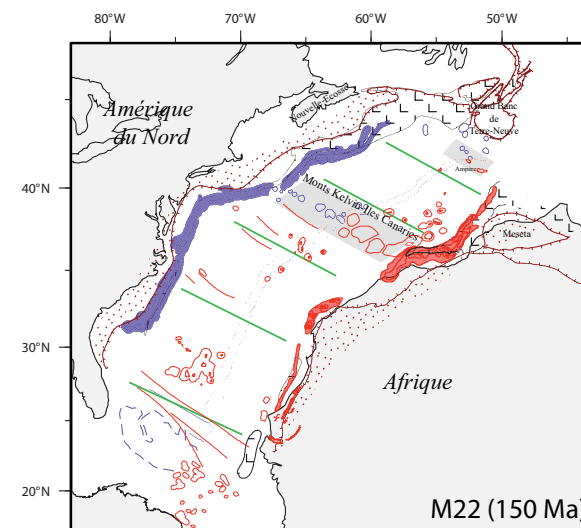 80°W 70°W 60°W 50°W
Amérique
du Nord
Nouvelle-Ecosse
Grand Banc
de
Terre-Neuve
Ampère
40°N
Monts Kelvin-Iles Canaries
Meseta
30°N
Afrique
20°N
M22 (150 Ma)